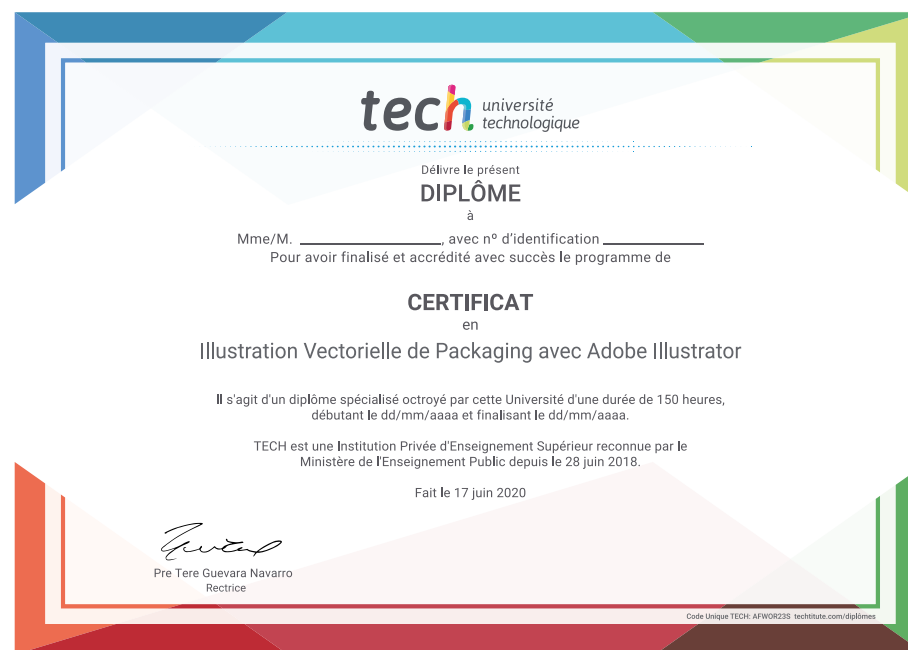 tech université
technologique
Délivre le présent
DIPLÔME
à
Mme/M. ____________________, avec nº d'identification ______________
Pour avoir finalisé et accrédité avec succès le programme de
CERTIFICAT
en
Illustration Vectorielle de Packaging avec Adobe Illustrator
Il s'agit d'un diplôme spécialisé octroyé par cette Université d'une durée de 150 heures,
débutant le dd/mm/aaaa et finalisant le dd/mm/aaaa.
TECH est une Institution Privée d'Enseignement Supérieur reconnue par le
Ministère de l'Enseignement Public depuis le 28 juin 2018.
Fait le 17 juin 2020
Pre Tere Guevara Navarro
Rectrice
Code Unique TECH: AFWOR23S techtitute.com/diplômes